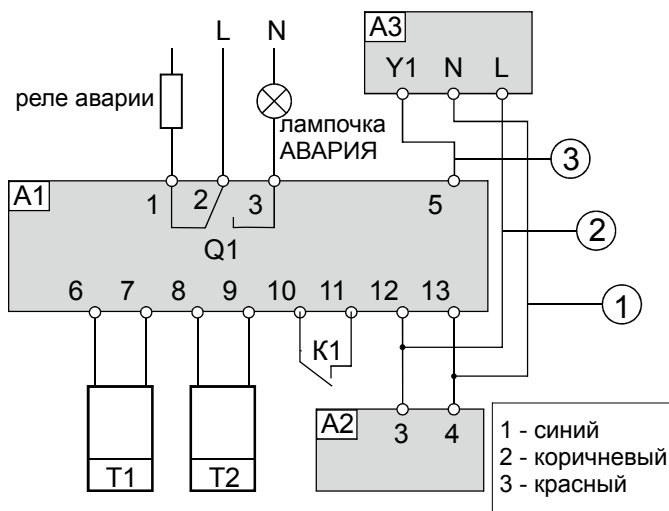 L N
реле аварии
лампочка
АВАРИЯ
A3
Y1 N L
3
A1
1 2 3 5
Q1
2
6 7 8 9 10 11 12 13
K1
1
T1 T2
A2
3 4
1 - синий
2 - коричневый
3 - красный